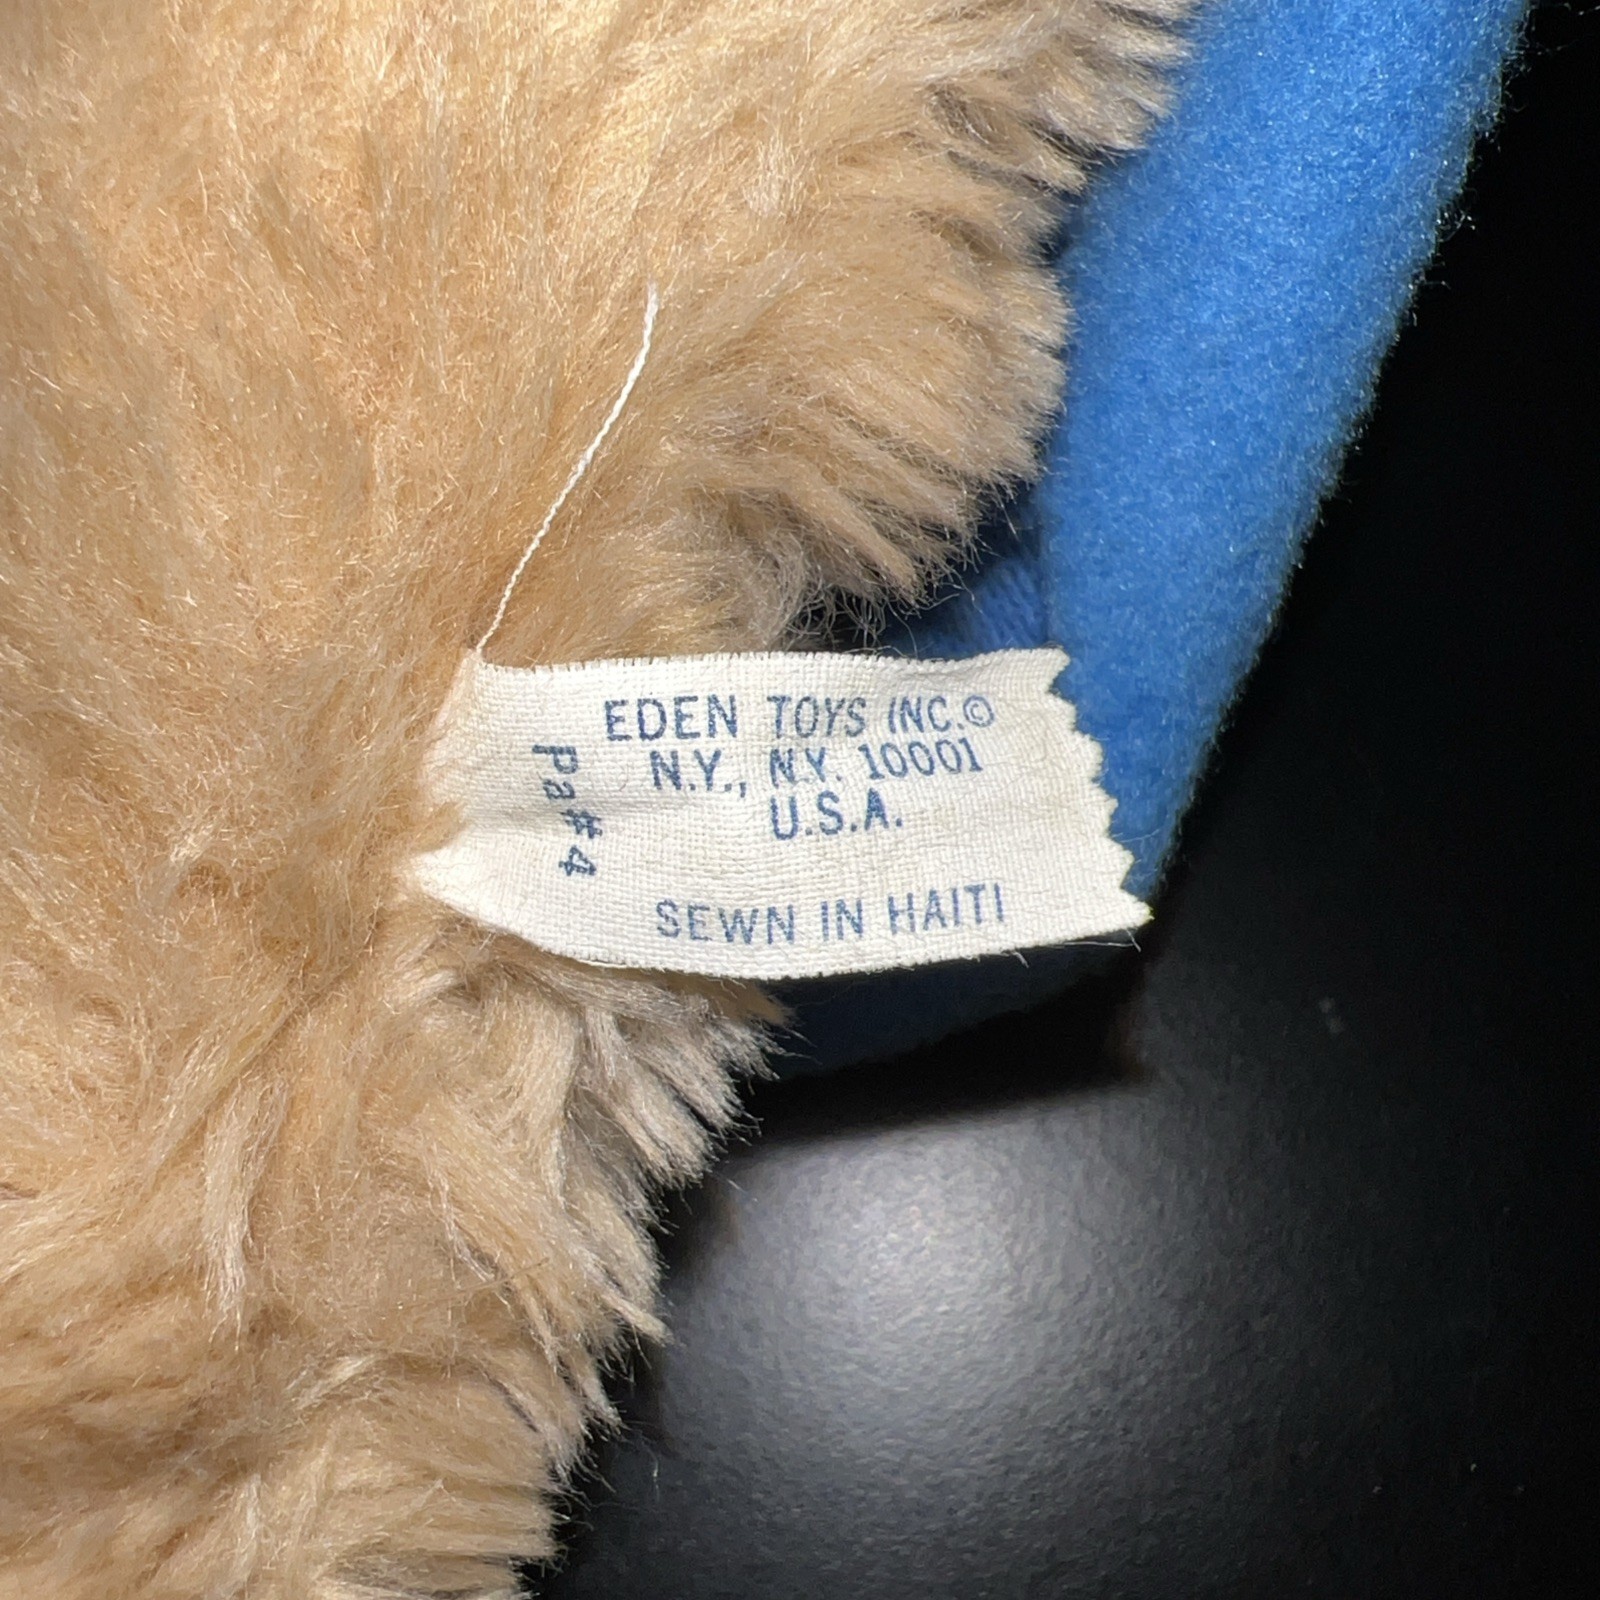 EDEN TOYS INC.©
N.Y., N.Y. 10001
U.S.A.
SEWN IN HAITI
Pa#4